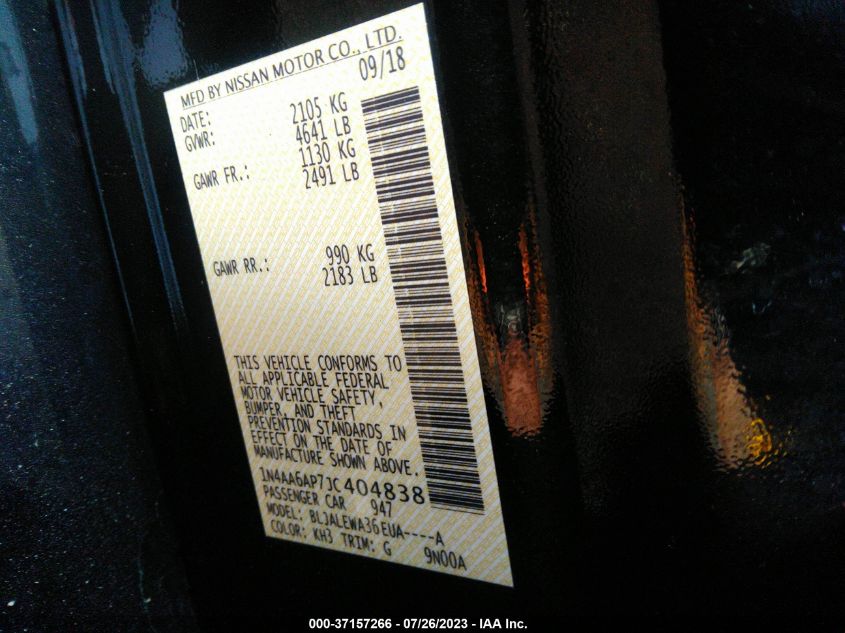 MFD BY NISSAN MOTOR CO., LTD.
DATE: 09/18
GVWR: 2105 KG
4641 LB
GAWR FR.: 1130 KG
2491 LB
GAWR RR.: 990 KG
2183 LB
THIS VEHICLE CONFORMS TO
ALL APPLICABLE FEDERAL
MOTOR VEHICLE SAFETY,
BUMPER, AND THEFT
PREVENTION STANDARDS IN
EFFECT ON THE DATE OF
MANUFACTURE SHOWN ABOVE.
1N4AA6AP7JC404838
PASSENGER CAR 947
MODEL: BLJALEWA36EUA----A
COLOR: KH3 TRIM: G 9N00A
000-37157266 - 07/26/2023 - IAA Inc.